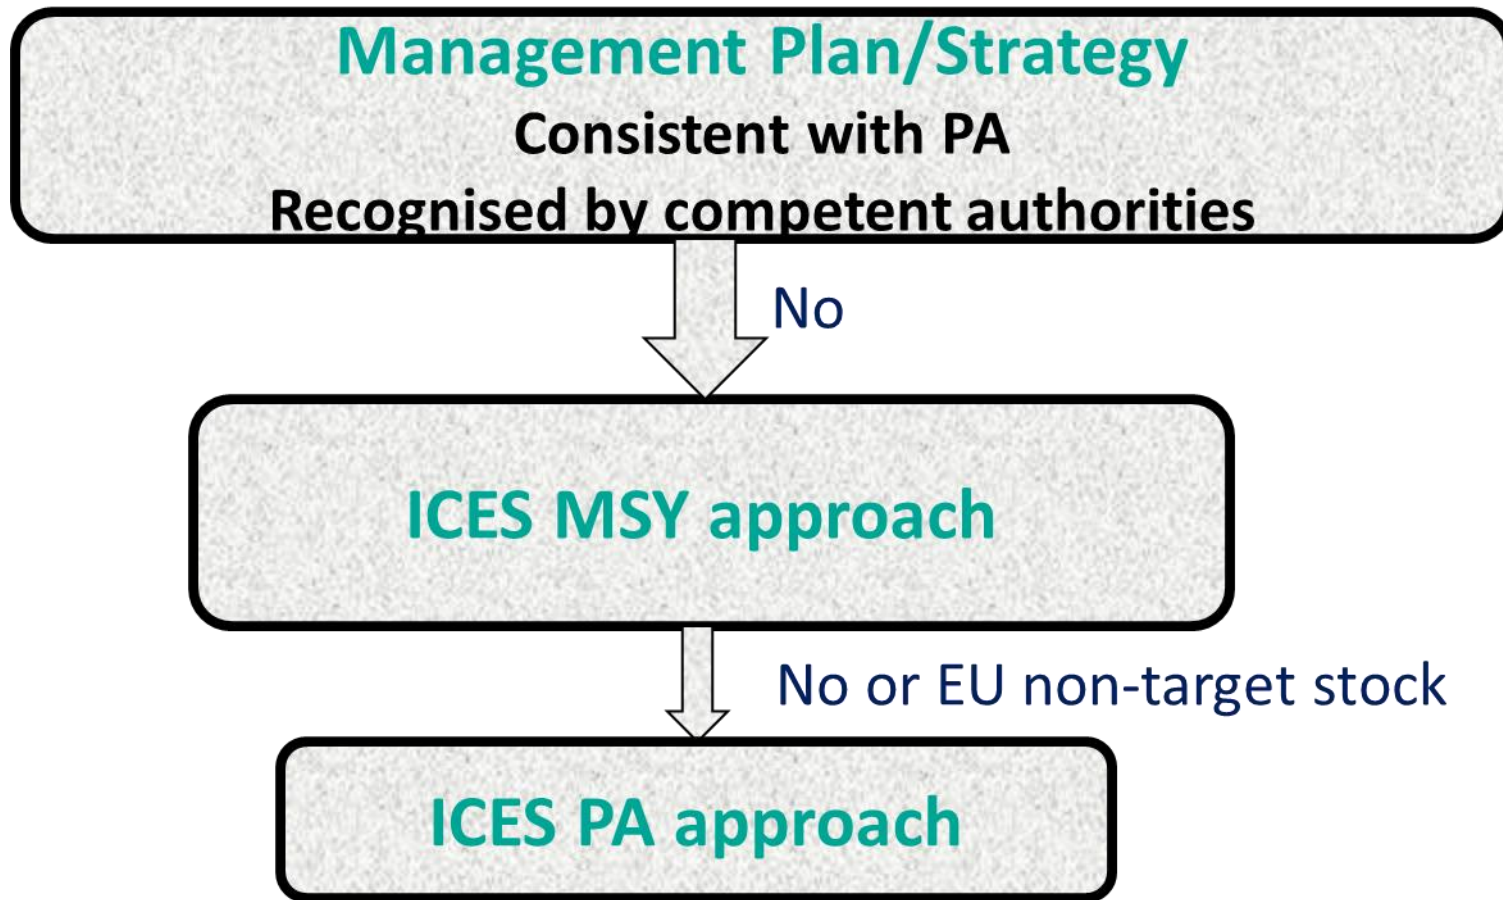 Management Plan/Strategy
Consistent with PA
Recognised by competent authorities
No
ICES MSY approach
No or EU non-target stock
ICES PA approach